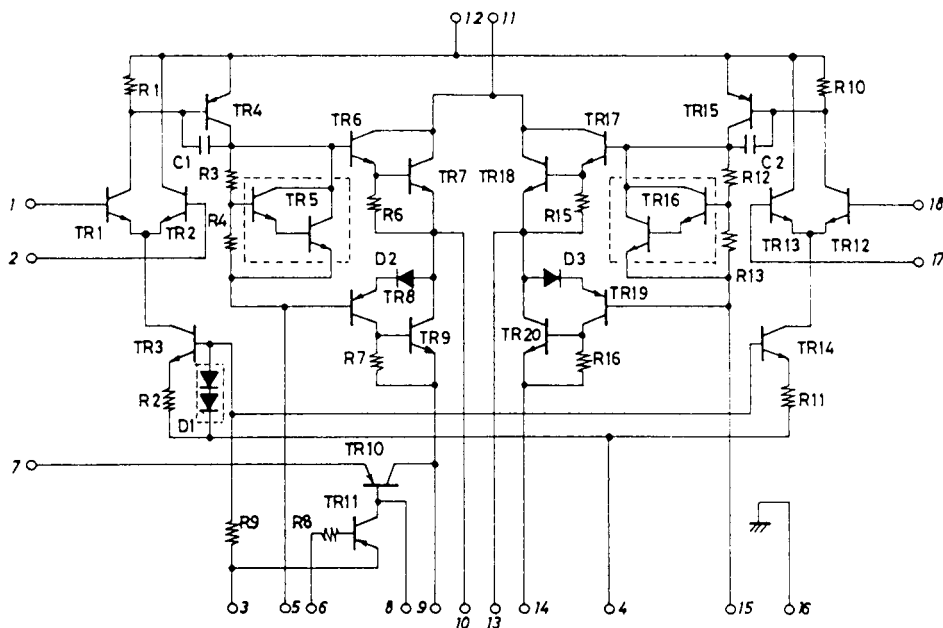 12 11
R1 R10
TR4 TR15
TR6 TR17
C1 C2
R3 TR5 TR7 TR18 TR16 R12
1 18
R4 R6 R15
TR1 TR2 TR13 TR12
2 17
D2 D3 R13
TR8 TR19
TR3 TR9 TR20 TR14
R7 R16
R2 R11
D1
TR10
7
TR11
R9 R8
3 5 6 8 9 10 13 14 4 15 16